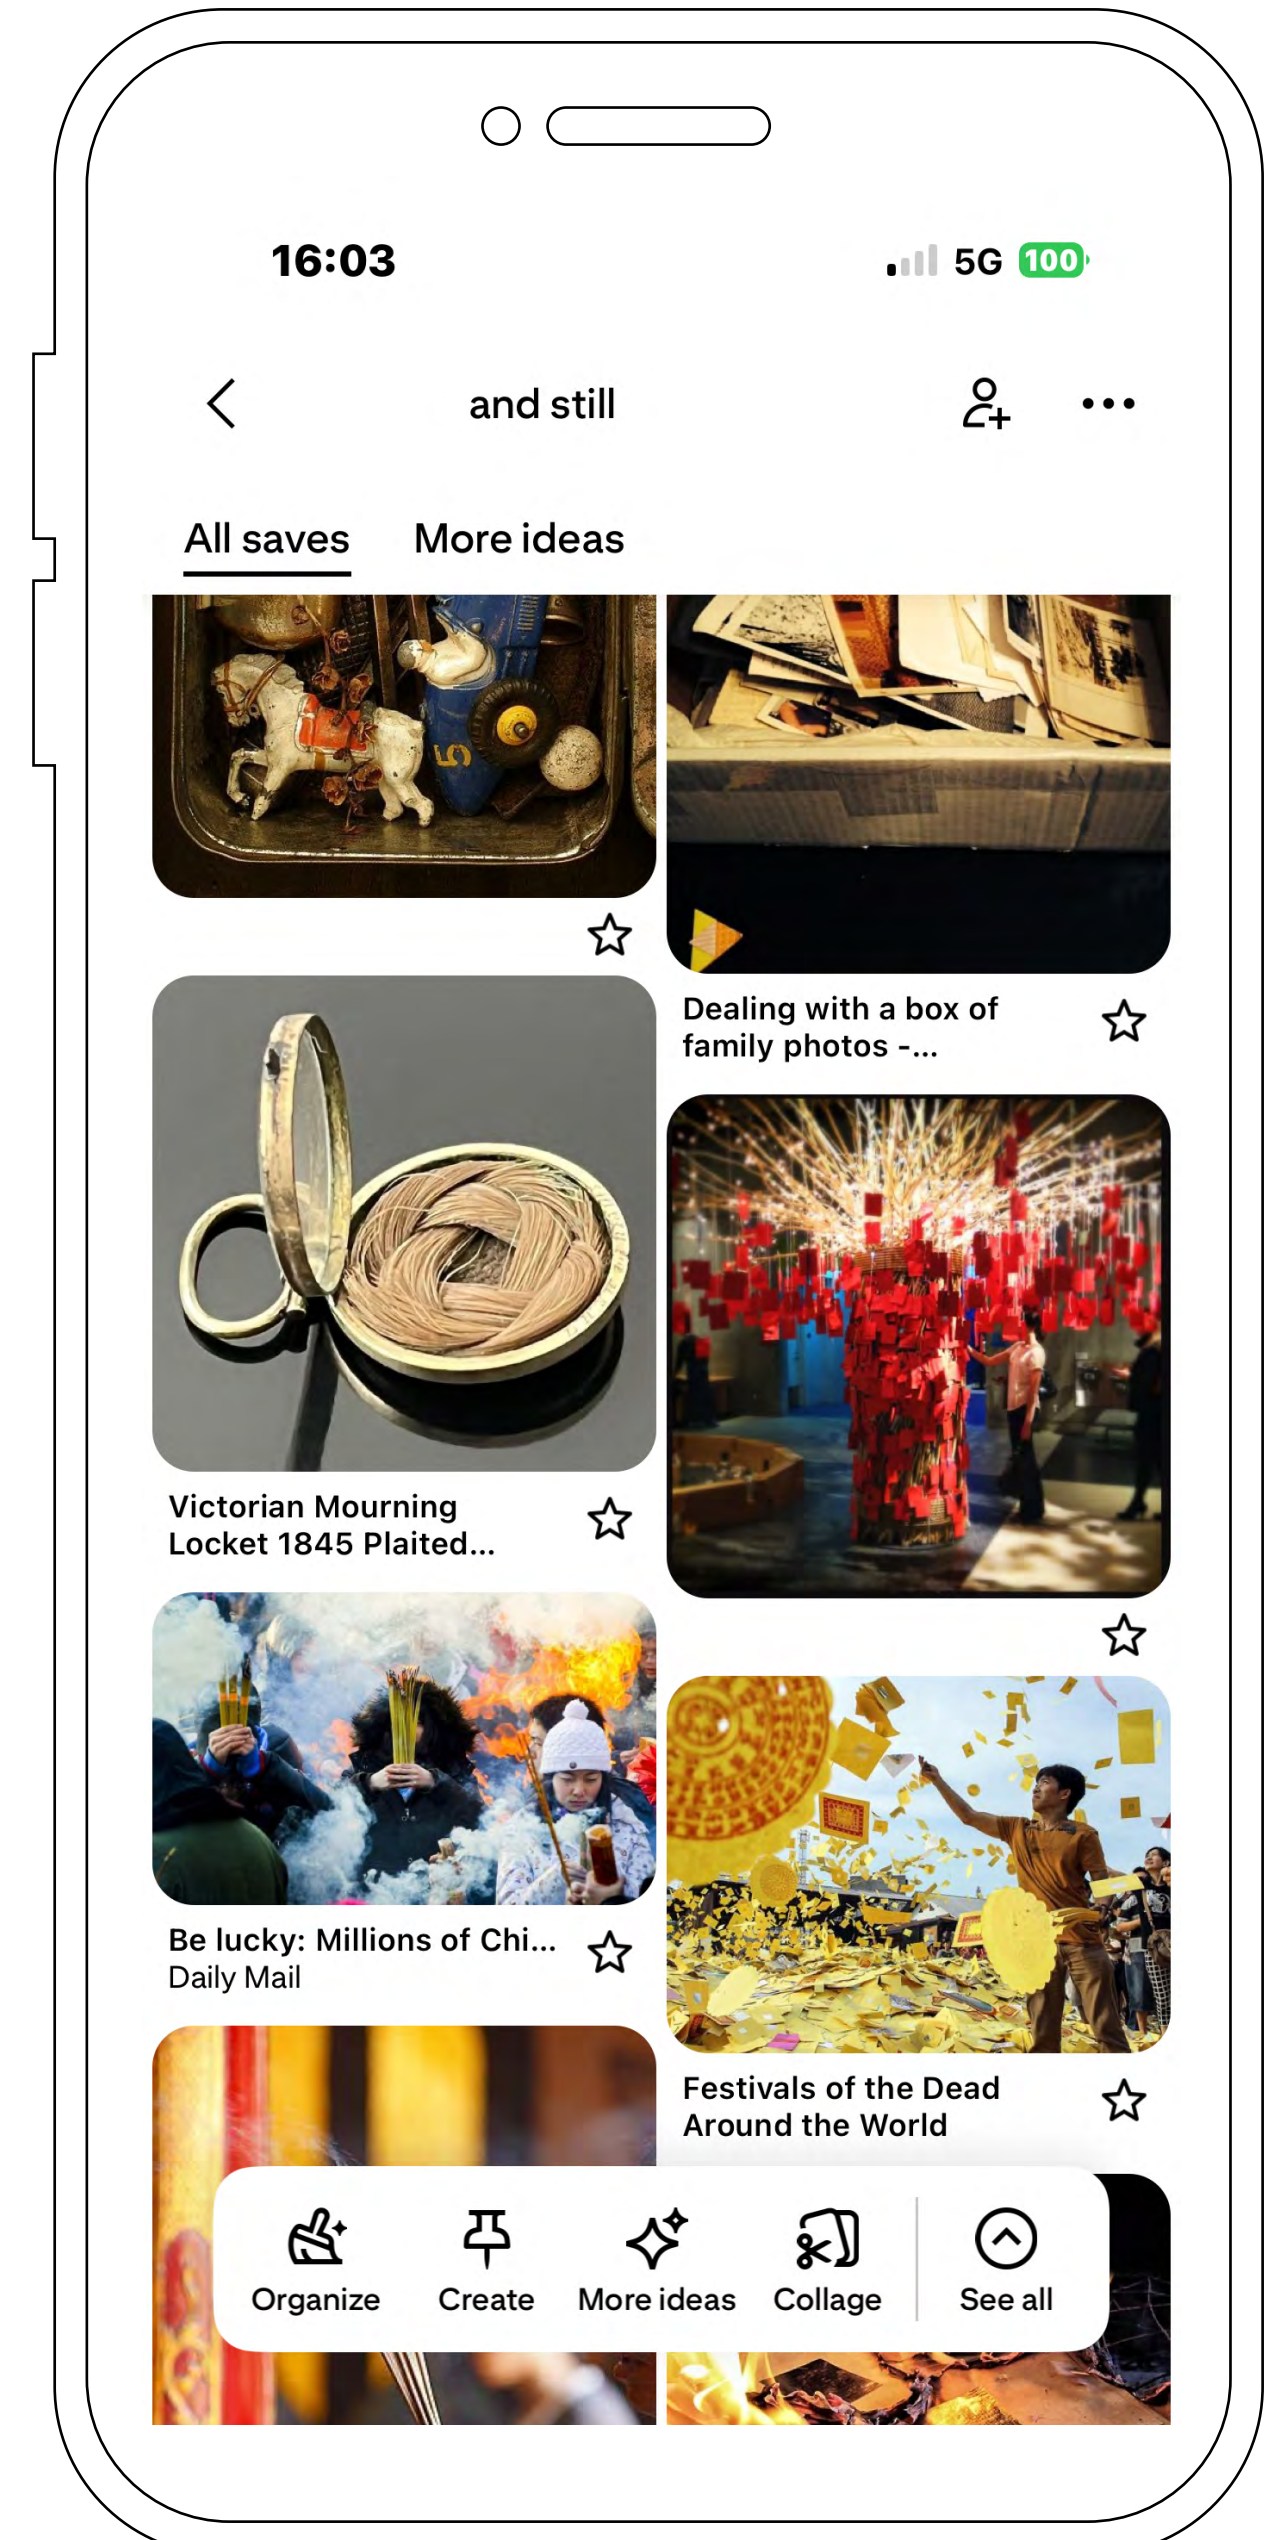 16:03
5G 100
and still
All saves
More ideas
5
Dealing with a box of
family photos -...
Victorian Mourning
Locket 1845 Plaited...
Be lucky: Millions of Chi...
Daily Mail
Festivals of the Dead
Around the World
Organize
Create
More ideas
Collage
See all